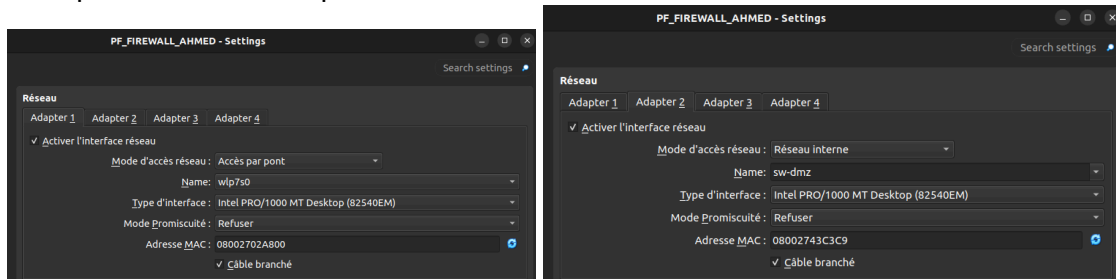 PF_FIREWALL_AHMED - Settings
Search settings
Réseau
Adapter 1 Adapter 2 Adapter 3 Adapter 4
Activer l'interface réseau
Mode d'accès réseau : Accès par pont
Name: wlp7s0
Type d'interface : Intel PRO/1000 MT Desktop (82540EM)
Mode Promiscuité : Refuser
Adresse MAC : 08002702A800
Câble branché
PF_FIREWALL_AHMED - Settings
Search settings
Réseau
Adapter 1 Adapter 2 Adapter 3 Adapter 4
Activer l'interface réseau
Mode d'accès réseau : Réseau interne
Name: sw-dmz
Type d'interface : Intel PRO/1000 MT Desktop (82540EM)
Mode Promiscuité : Refuser
Adresse MAC : 08002743C3C9
Câble branché